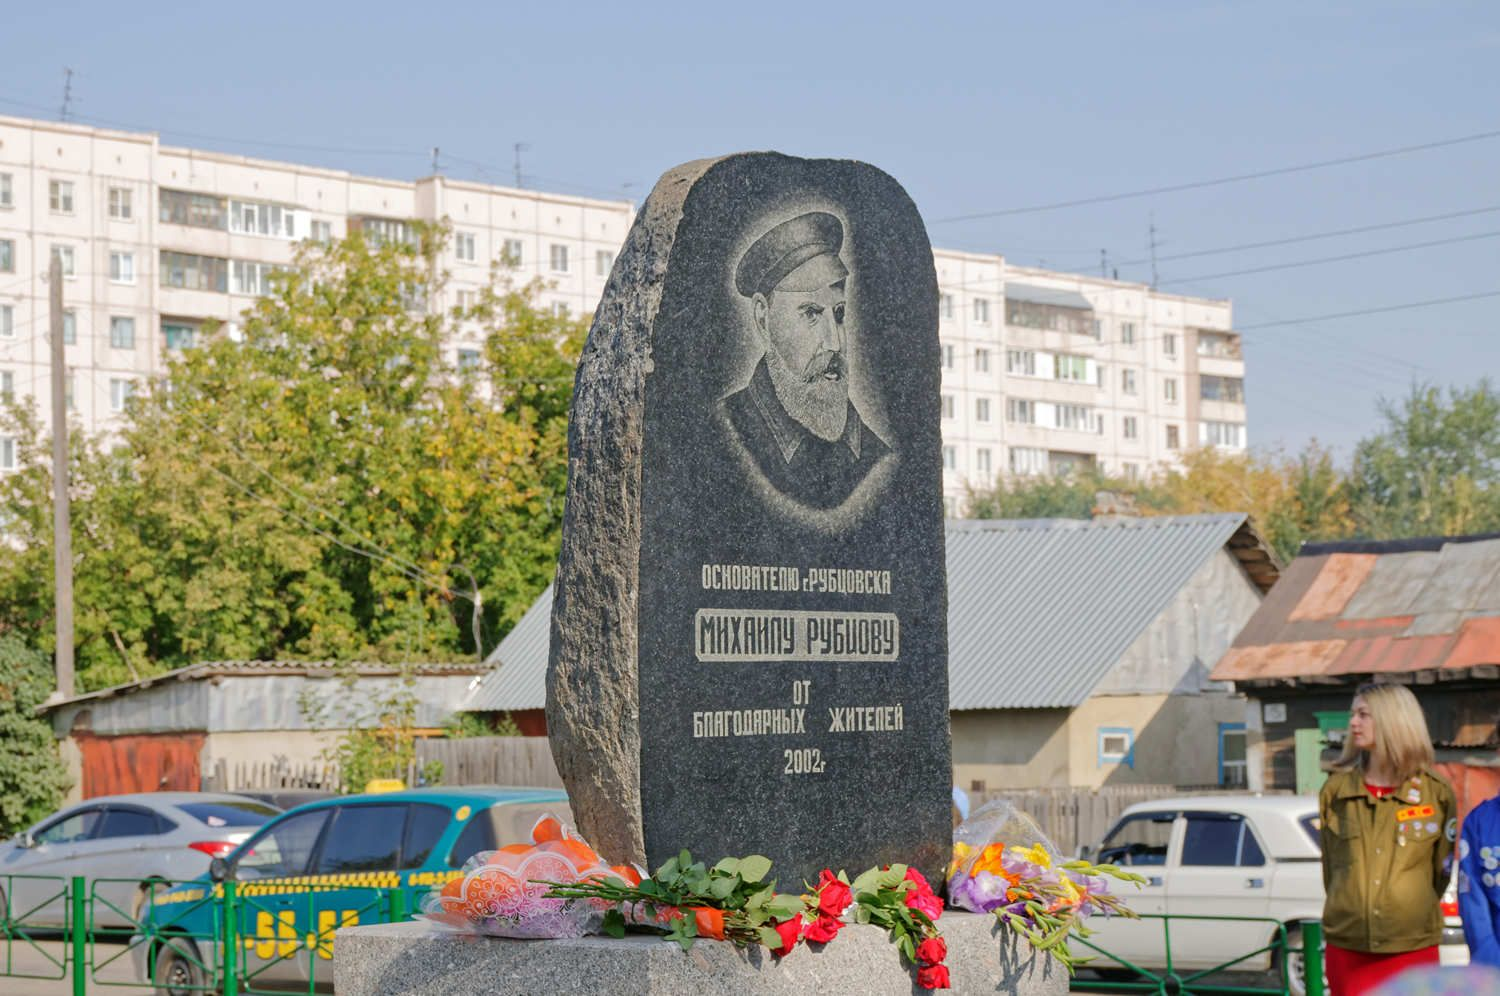 ОСНОВАТЕЛЮ г.РУБЦОВСКА
МИХАИЛУ РУБЦОВУ
ОТ
БЛАГОДАРНЫХ ЖИТЕЛЕЙ
2002г